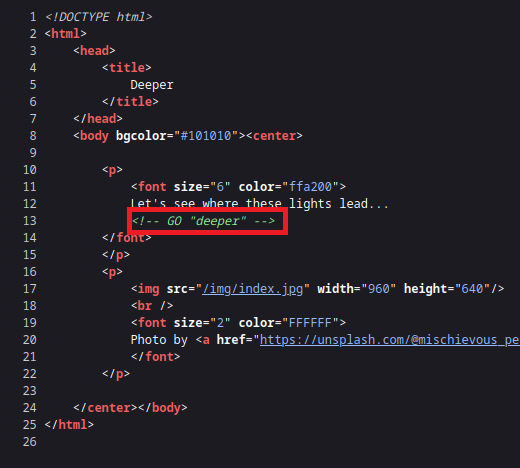 1 <!DOCTYPE html>
2 <html>
3 <head>
4 <title>
5 Deeper
6 </title>
7 </head>
8 <body bgcolor="#101010"><center>
9
10 <p>
11 <font size="6" color="ffa200">
12 Let's see where these lights lead...
13 <!-- GO "deeper" -->
14 </font>
15 </p>
16 <p>
17 <img src="/img/index.jpg" width="960" height="640"/>
18 <br />
19 <font size="2" color="FFFFFF">
20 Photo by <a href="https://unsplash.com/@mischievous_pe
21 </font>
22 </p>
23
24 </center></body>
25 </html>
26